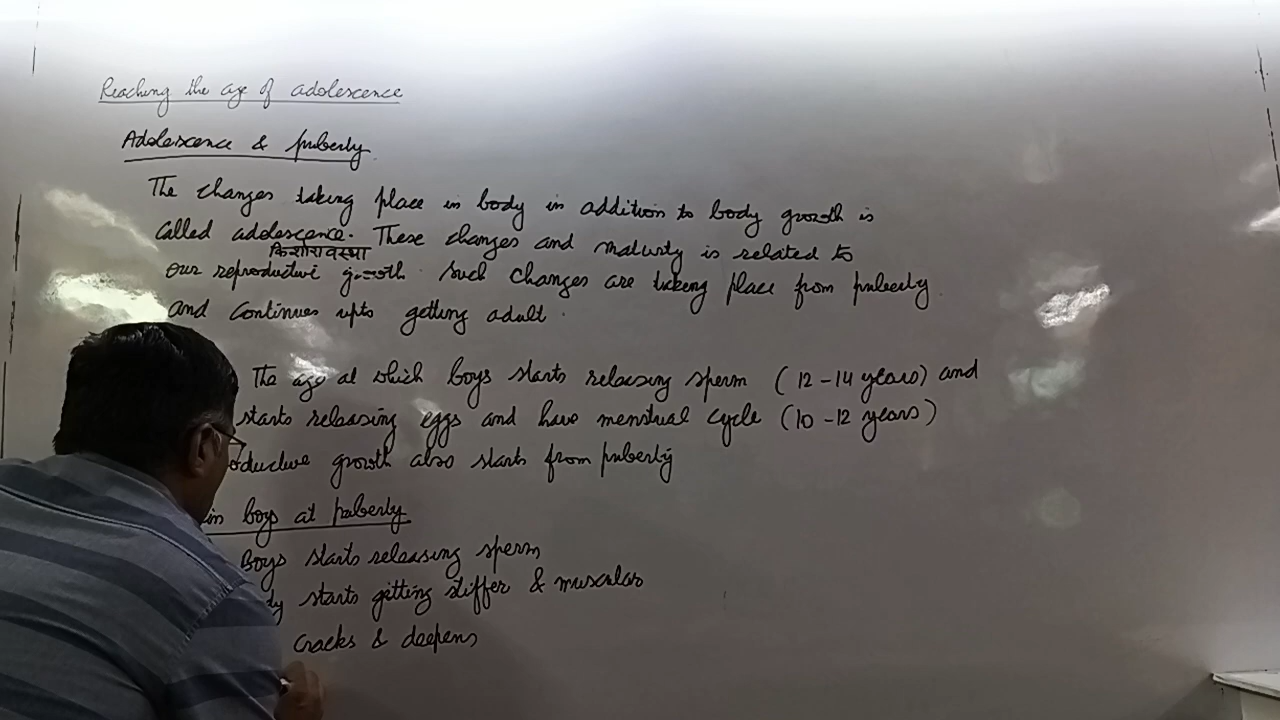 Reaching the age of adolescence
Adolescence & puberty
The changes taking place in body in addition to body growth is
called adolescence. These changes and maturity is related to
किशोरावस्था
our reproductive growth. Such changes are taking place from puberty
and continues upto getting adult.
The age at which boys starts releasing sperm (12-14 years) and
starts releasing eggs and have menstrual cycle (10-12 years)
oductive growth also starts from puberty
in boys at puberty
Boys starts releasing sperm
dy starts getting stiffer & muscular
cracks & deepens